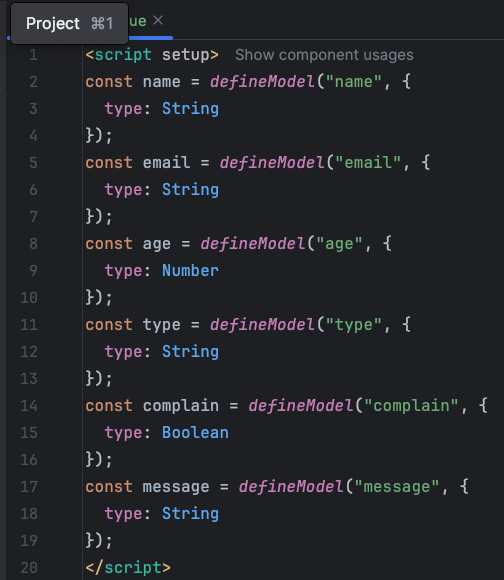 Project ⌘1
ue ×
1 <script setup> Show component usages
2 const name = defineModel("name", {
3   type: String
4 });
5 const email = defineModel("email", {
6   type: String
7 });
8 const age = defineModel("age", {
9   type: Number
10 });
11 const type = defineModel("type", {
12   type: String
13 });
14 const complain = defineModel("complain", {
15   type: Boolean
16 });
17 const message = defineModel("message", {
18   type: String
19 });
20 </script>